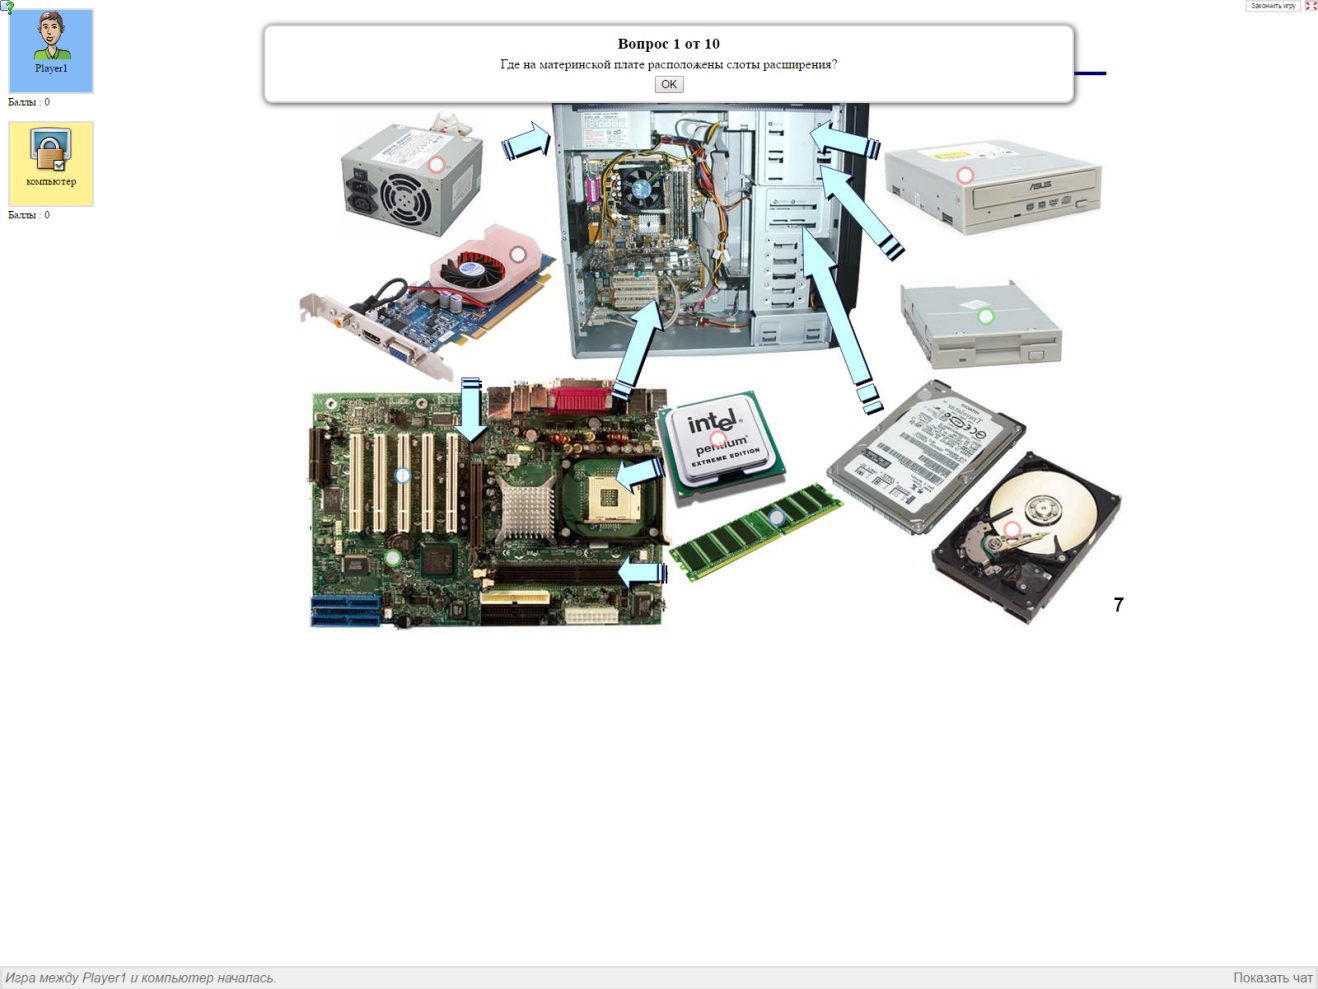 Закончить игру
Player1
Баллы : 0
компьютер
Баллы : 0
Вопрос 1 от 10
Где на материнской плате расположены слоты расширения?
OK
ASUS
intel
pentium
EXTREME EDITION
7
Игра между Player1 и компьютер началась.
Показать чат